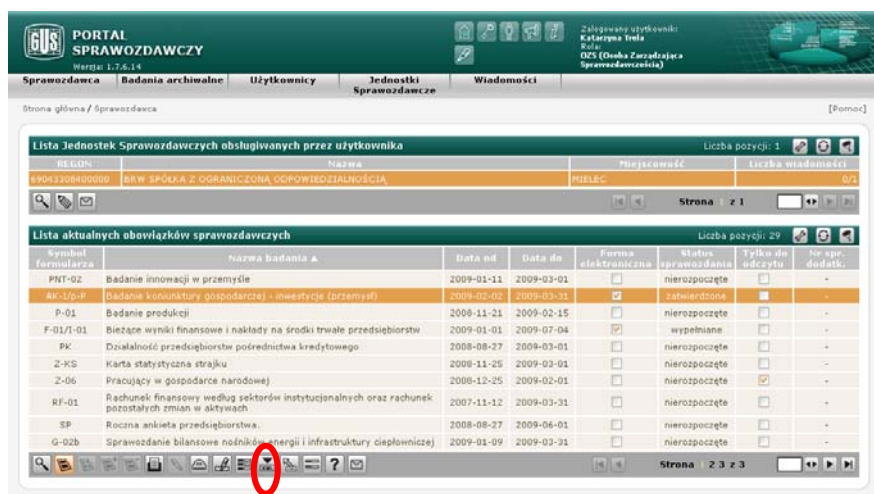 GUS PORTAL
SPRAWOZDAWCZY
Wersja: 1.7.6.14
Zalogowany użytkownik:
Katarzyna Trela
Rola:
OZS (Osoba Zarządzająca
Sprawozdawczością)
Sprawozdawca Badania archiwalne Użytkownicy Jednostki Sprawozdawcze Wiadomości
Strona główna / Sprawozdawca [Pomoc]
Lista Jednostek Sprawozdawczych obsługiwanych przez użytkownika Liczba pozycji: 1
REGON Nazwa Miejscowość Liczba wiadomości
69043308400000 BRW SPÓŁKA Z OGRANICZONĄ ODPOWIEDZIALNOŚCIĄ MIELEC 0/1
Strona 1 z 1
Lista aktualnych obowiązków sprawozdawczych Liczba pozycji: 29
Symbol formularza Nazwa badania ▲ Data od Data do Forma elektroniczna Status sprawozdania Tylko do odczytu Nr spr. dodatk.
PNT-02 Badanie innowacji w przemyśle 2009-01-11 2009-03-01 nierozpoczęte -
AK-I/p-P Badanie koniunktury gospodarczej - inwestycje (przemysł) 2009-02-02 2009-03-31 zatwierdzone -
P-01 Badanie produkcji 2008-11-21 2009-02-15 nierozpoczęte -
F-01/I-01 Bieżące wyniki finansowe i nakłady na środki trwałe przedsiębiorstw 2009-01-01 2009-07-04 wypełniane -
PK Działalność przedsiębiorstw pośrednictwa kredytowego 2008-08-27 2009-03-01 nierozpoczęte -
Z-KS Karta statystyczna strajku 2008-11-25 2009-03-01 nierozpoczęte -
Z-06 Pracujący w gospodarce narodowej 2008-12-25 2009-02-01 nierozpoczęte -
RF-01 Rachunek finansowy według sektorów instytucjonalnych oraz rachunek pozostałych zmian w aktywach 2007-11-12 2009-03-31 nierozpoczęte -
SP Roczna ankieta przedsiębiorstwa. 2008-08-27 2009-06-01 nierozpoczęte -
G-02b Sprawozdanie bilansowe nośników energii i infrastruktury ciepłowniczej 2009-01-09 2009-03-31 nierozpoczęte -
Strona 1 2 3 z 3